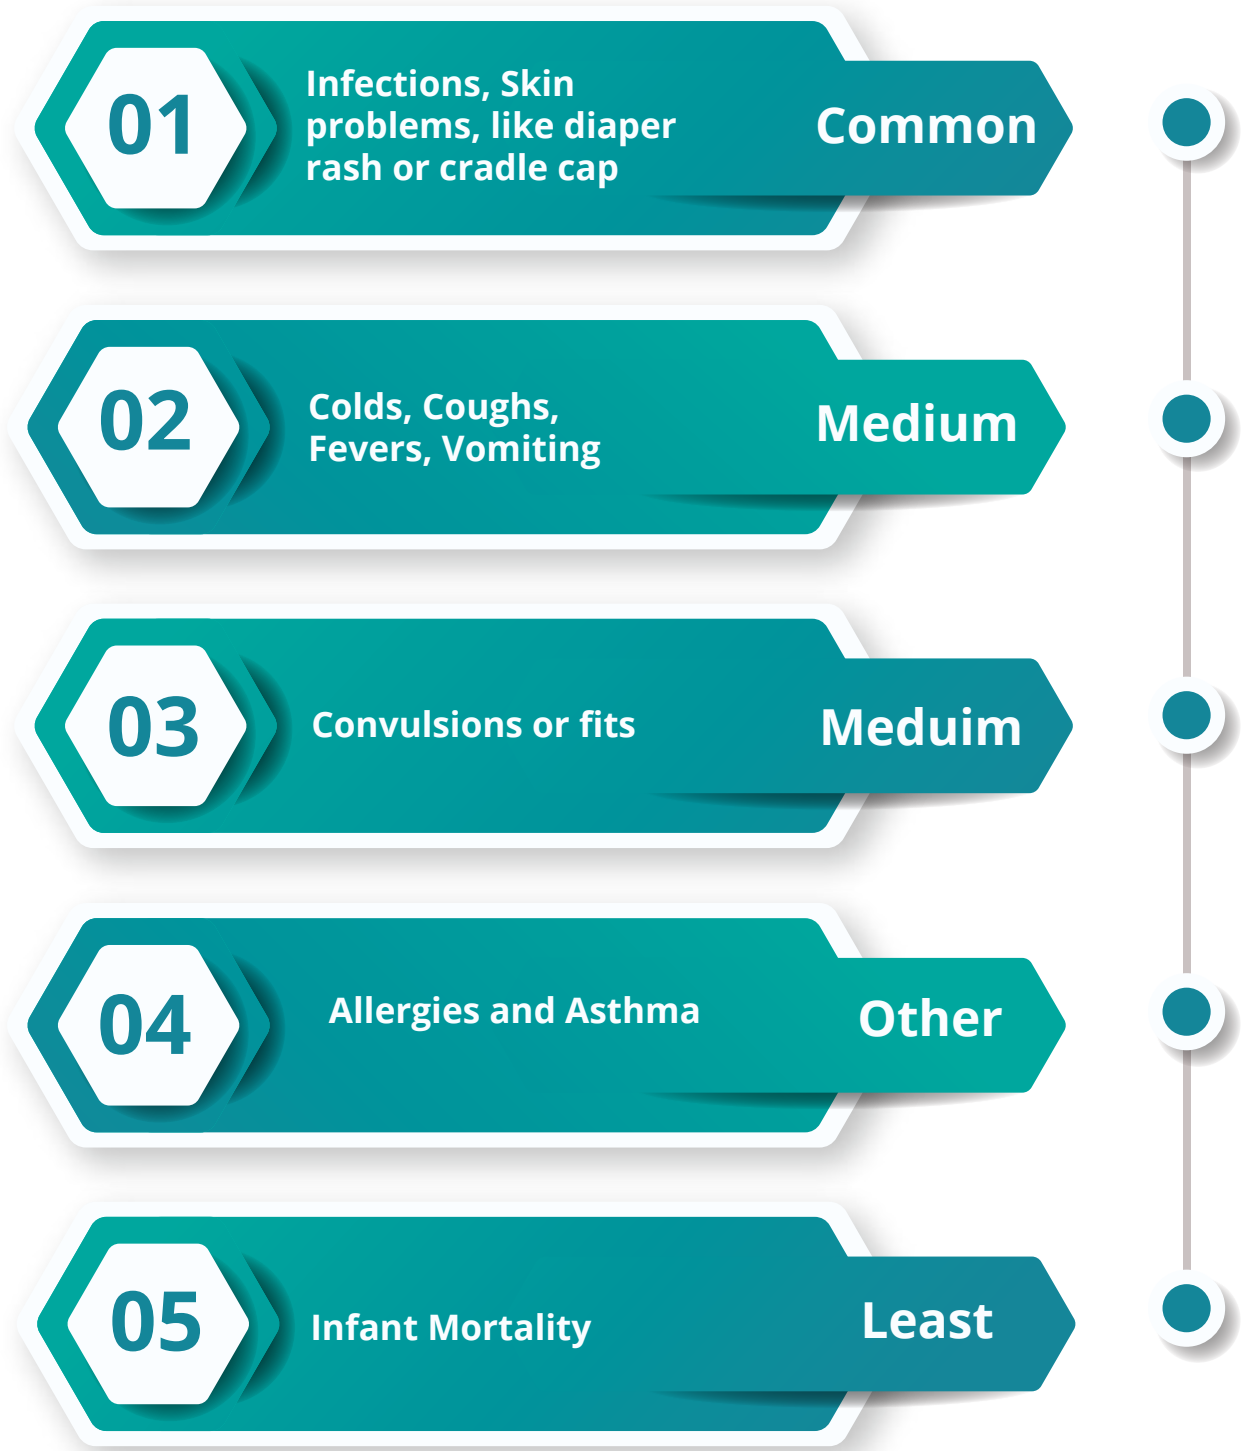 01
Infections, Skin
problems, like diaper
rash or cradle cap
Common
02
Colds, Coughs,
Fevers, Vomiting
Medium
03
Convulsions or fits
Meduim
04
Allergies and Asthma
Other
05
Infant Mortality
Least